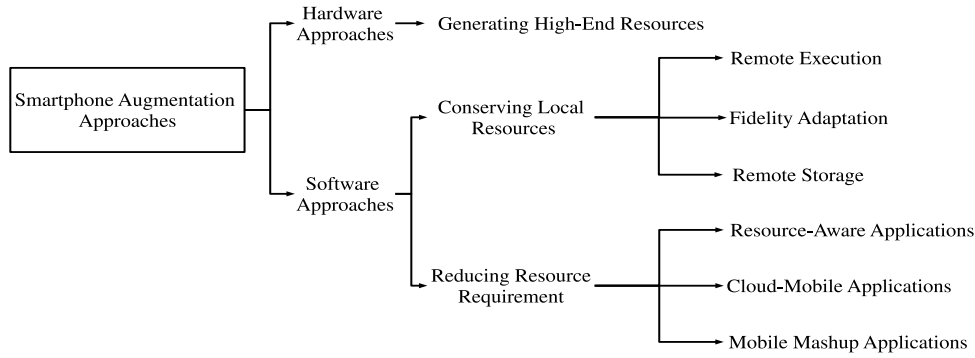 Smartphone Augmentation
Approaches
Hardware
Approaches
Generating High-End Resources
Software
Approaches
Conserving Local
Resources
Remote Execution
Fidelity Adaptation
Remote Storage
Reducing Resource
Requirement
Resource-Aware Applications
Cloud-Mobile Applications
Mobile Mashup Applications